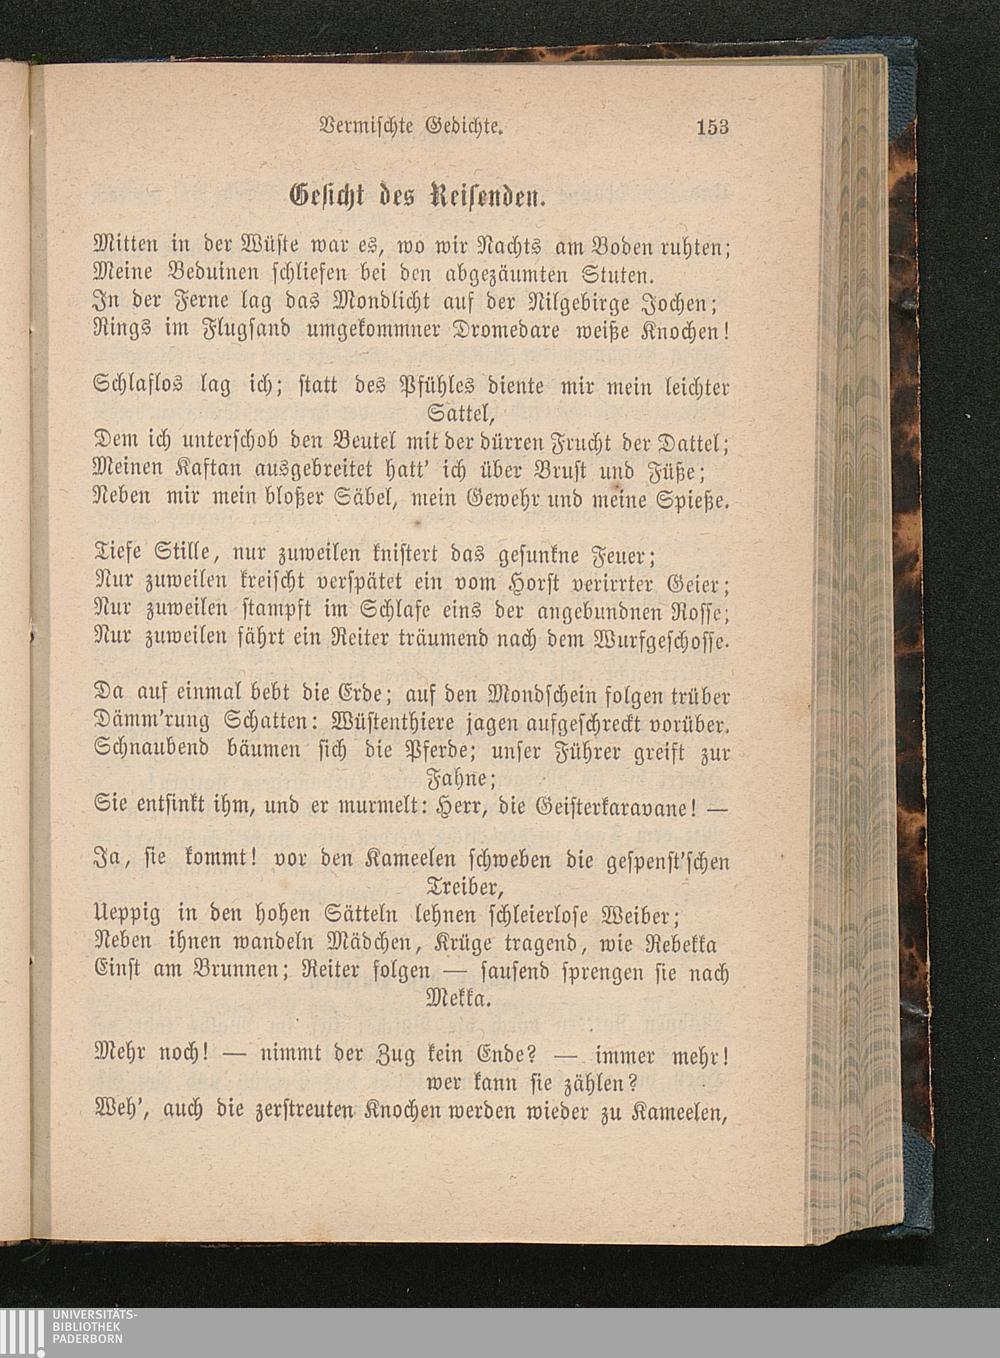 Vermischte Gedichte. 153
Gesicht des Reisenden.
Mitten in der Wüste war es, wo wir Nachts am Boden ruhten;
Meine Beduinen schliefen bei den abgezäumten Stuten.
In der Ferne lag das Mondlicht auf der Nilgebirge Jochen;
Rings im Flugsand umgekommner Dromedare weiße Knochen!
Schlaflos lag ich; statt des Pfühles diente mir mein leichter
Sattel,
Dem ich unterschob den Beutel mit der dürren Frucht der Dattel;
Meinen Kaftan ausgebreitet hatt' ich über Brust und Füße;
Neben mir mein bloßer Säbel, mein Gewehr und meine Spieße.
Tiefe Stille, nur zuweilen knistert das gesunkne Feuer;
Nur zuweilen kreischt verspätet ein vom Horst verirrter Geier;
Nur zuweilen stampft im Schlafe eins der angebundnen Rosse;
Nur zuweilen fährt ein Reiter träumend nach dem Wurfgeschosse.
Da auf einmal bebt die Erde; auf den Mondschein folgen trüber
Dämm'rung Schatten: Wüstenthiere jagen aufgeschreckt vorüber.
Schnaubend bäumen sich die Pferde; unser Führer greift zur
Fahne;
Sie entsinkt ihm, und er murmelt: Herr, die Geisterkaravane! —
Ja, sie kommt! vor den Kameelen schweben die gespenst'schen
Treiber,
Ueppig in den hohen Sätteln lehnen schleierlose Weiber;
Neben ihnen wandeln Mädchen, Krüge tragend, wie Rebekka
Einst am Brunnen; Reiter folgen — sausend sprengen sie nach
Mekka.
Mehr noch! — nimmt der Zug kein Ende? — immer mehr!
wer kann sie zählen?
Weh', auch die zerstreuten Knochen werden wieder zu Kameelen,
UNIVERSITÄTS-
BIBLIOTHEK
PADERBORN